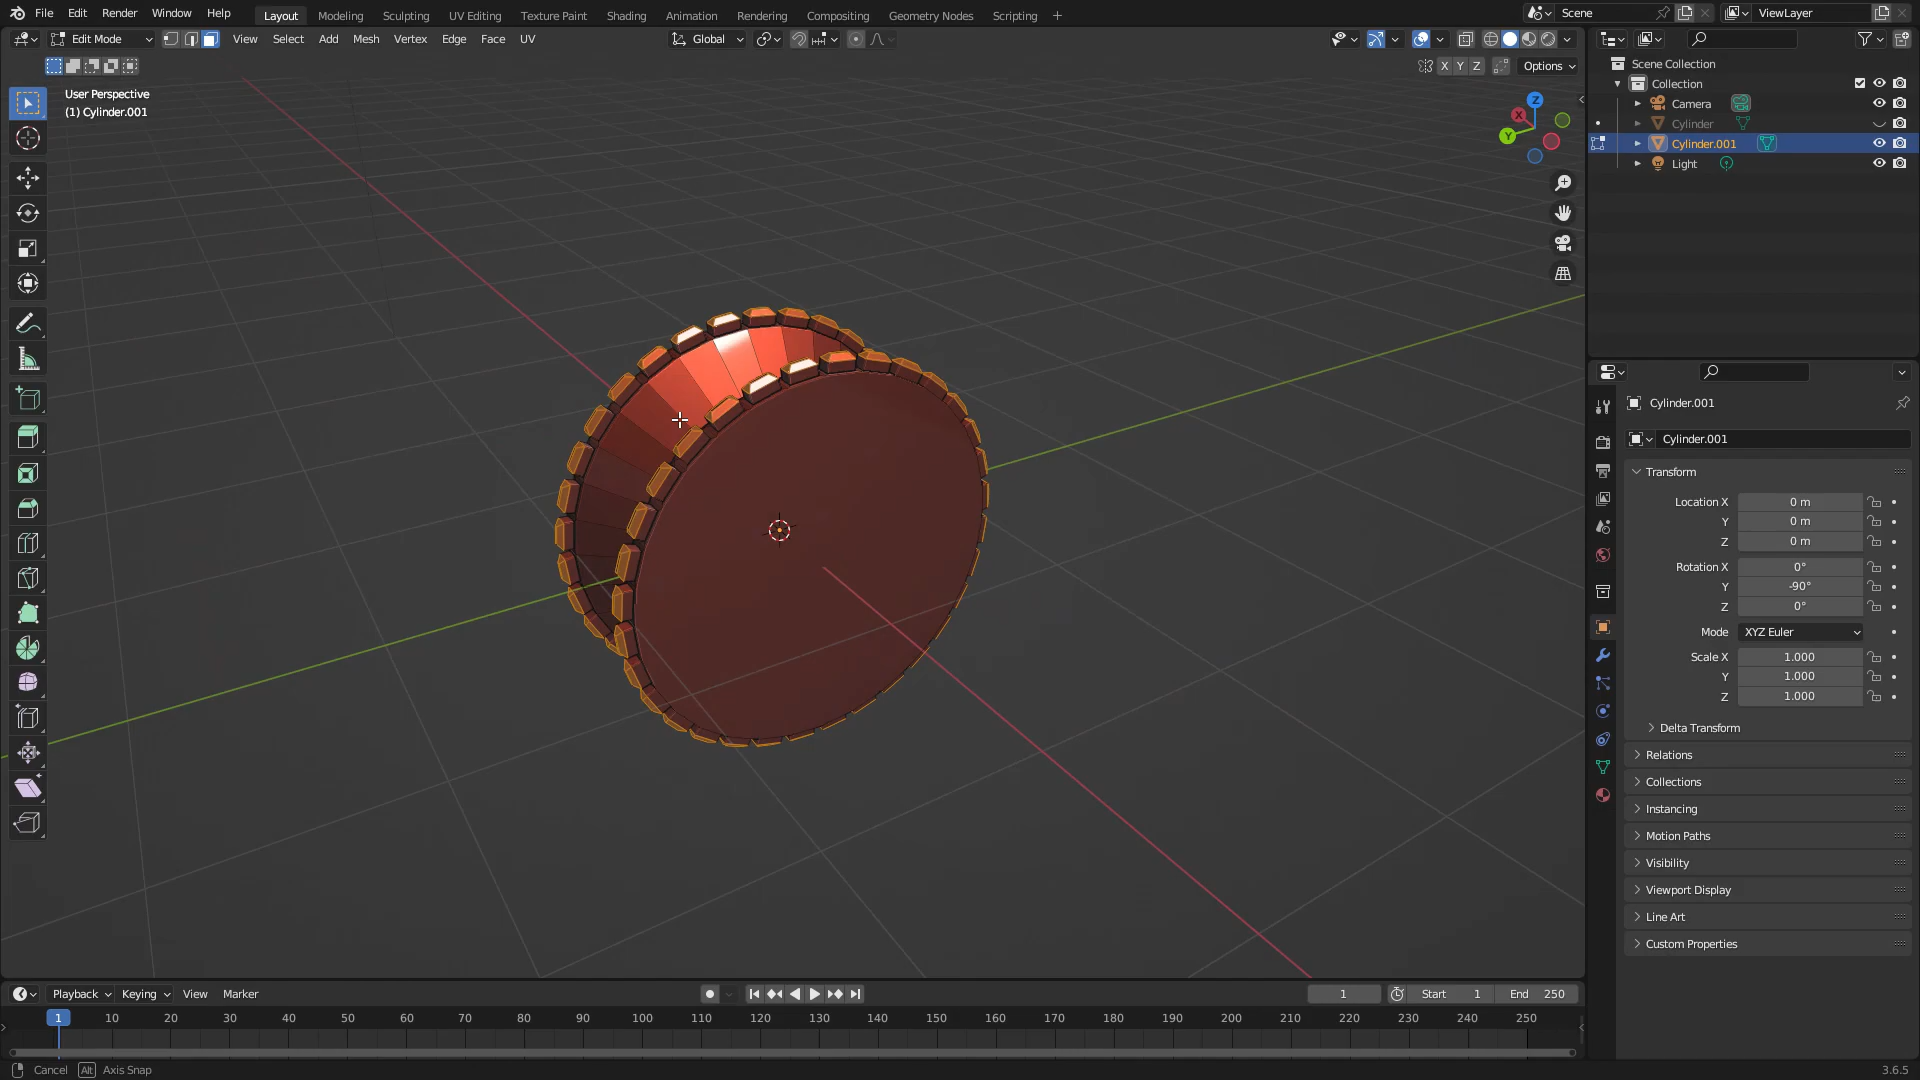 File Edit Render Window Help Layout Modeling Sculpting UV Editing Texture Paint Shading Animation Rendering Compositing Geometry Nodes Scripting + Scene ViewLayer
Edit Mode View Select Add Mesh Vertex Edge Face UV Global
X Y Z Options
User Perspective
(1) Cylinder.001
Z
X
Y
Scene Collection
Collection
Camera
Cylinder
Cylinder.001
Light
Cylinder.001
Cylinder.001
Transform
Location X 0 m
Y 0 m
Z 0 m
Rotation X 0°
Y -90°
Z 0°
Mode XYZ Euler
Scale X 1.000
Y 1.000
Z 1.000
Delta Transform
Relations
Collections
Instancing
Motion Paths
Visibility
Viewport Display
Line Art
Custom Properties
Playback Keying View Marker 1 Start 1 End 250
1 10 20 30 40 50 60 70 80 90 100 110 120 130 140 150 160 170 180 190 200 210 220 230 240 250
Cancel Alt Axis Snap 3.6.5